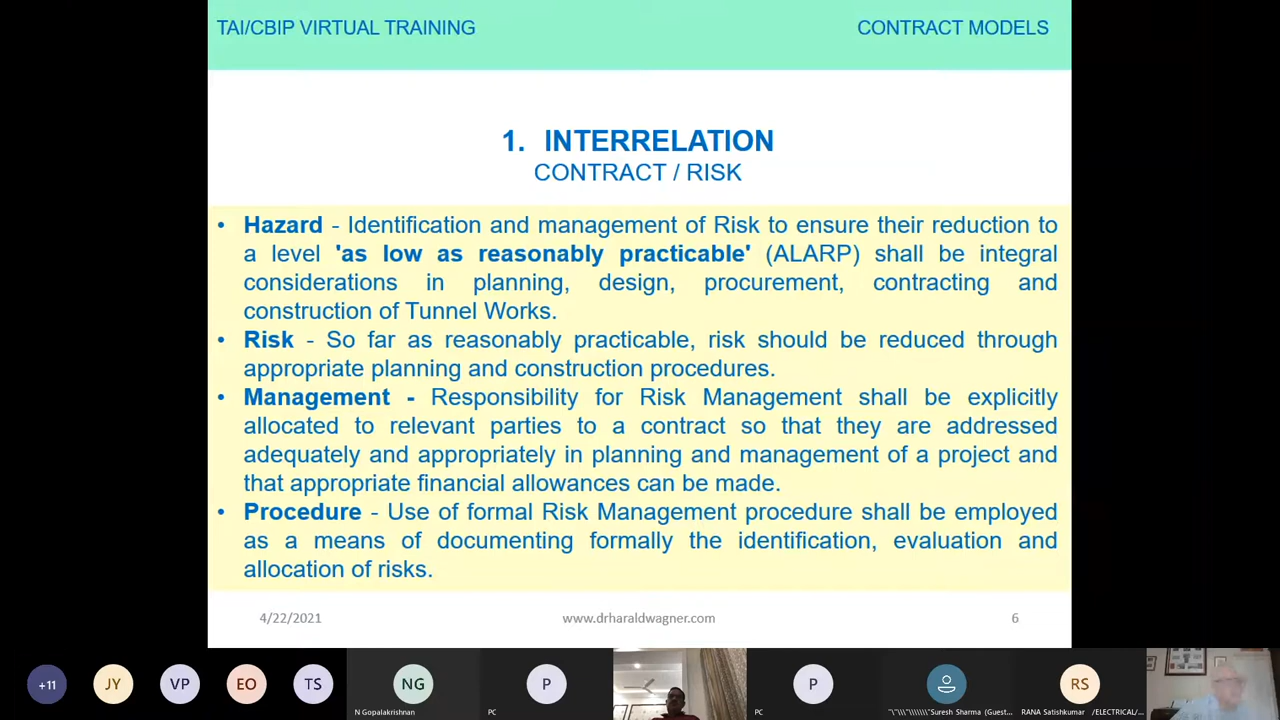 TAI/CBIP VIRTUAL TRAINING
CONTRACT MODELS
1. INTERRELATION
CONTRACT / RISK
• Hazard - Identification and management of Risk to ensure their reduction to
a level 'as low as reasonably practicable' (ALARP) shall be integral
considerations in planning, design, procurement, contracting and
construction of Tunnel Works.
• Risk - So far as reasonably practicable, risk should be reduced through
appropriate planning and construction procedures.
• Management - Responsibility for Risk Management shall be explicitly
allocated to relevant parties to a contract so that they are addressed
adequately and appropriately in planning and management of a project and
that appropriate financial allowances can be made.
• Procedure - Use of formal Risk Management procedure shall be employed
as a means of documenting formally the identification, evaluation and
allocation of risks.
4/22/2021
www.drharaldwagner.com
6
+11
JY
VP
EO
TS
NG
P
P
RS
N Gopalakrishnan
PC
PC
Suresh Sharma (Guest...
RANA Satishkumar /ELECTRICAL/...